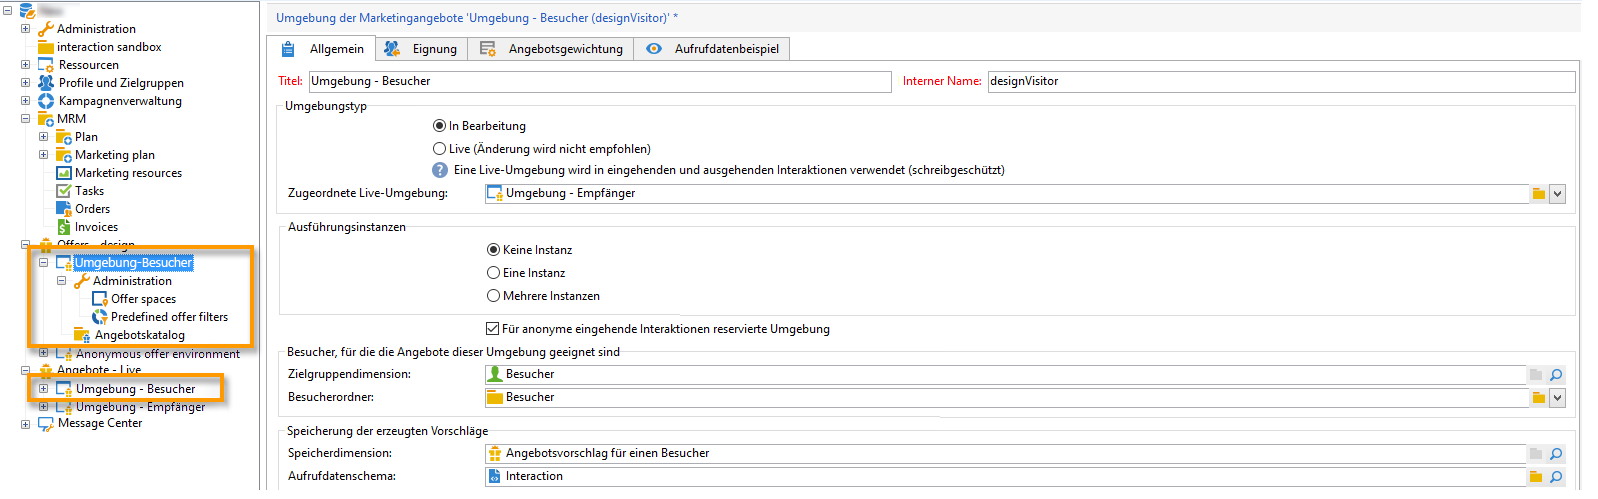 Administration
interaction sandbox
Ressourcen
Profile und Zielgruppen
Kampagnenverwaltung
MRM
Plan
Marketing plan
Marketing resources
Tasks
Orders
Invoices
Offers - design
Umgebung-Besucher
Administration
Offer spaces
Predefined offer filters
Angebotskatalog
Anonymous offer environment
Angebote - Live
Umgebung - Besucher
Umgebung - Empfänger
Message Center
Umgebung der Marketingangebote 'Umgebung - Besucher (designVisitor)' *
Allgemein Eignung Angebotsgewichtung Aufrufdatenbeispiel
Titel: Umgebung - Besucher Interner Name: designVisitor
Umgebungstyp
In Bearbeitung
Live (Änderung wird nicht empfohlen)
? Eine Live-Umgebung wird in eingehenden und ausgehenden Interaktionen verwendet (schreibgeschützt)
Zugeordnete Live-Umgebung: Umgebung - Empfänger
Ausführungsinstanzen
Keine Instanz
Eine Instanz
Mehrere Instanzen
Für anonyme eingehende Interaktionen reservierte Umgebung
Besucher, für die die Angebote dieser Umgebung geeignet sind
Zielgruppendimension: Besucher
Besucherordner: Besucher
Speicherung der erzeugten Vorschläge
Speicherdimension: Angebotsvorschlag für einen Besucher
Aufrufdatenschema: Interaction